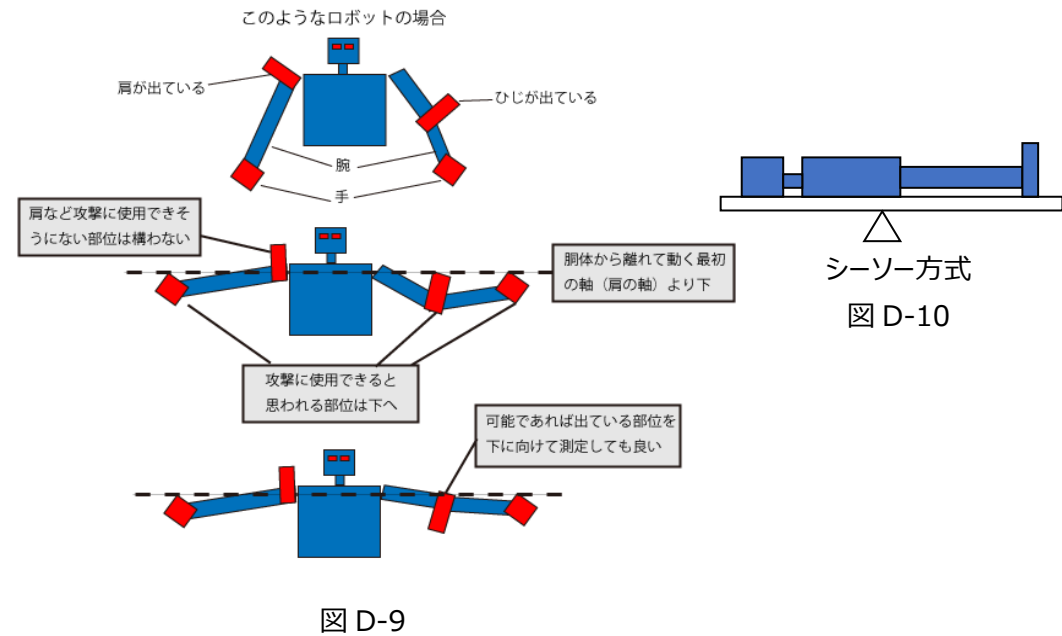 このようなロボットの場合
肩が出ている
ひじが出ている
腕
手
肩など攻撃に使用できそ
うにない部位は構わない
胴体から離れて動く最初
の軸（肩の軸）より下
攻撃に使用できると
思われる部位は下へ
可能であれば出ている部位を
下に向けて測定しても良い
図 D-9
シーソー方式
図 D-10